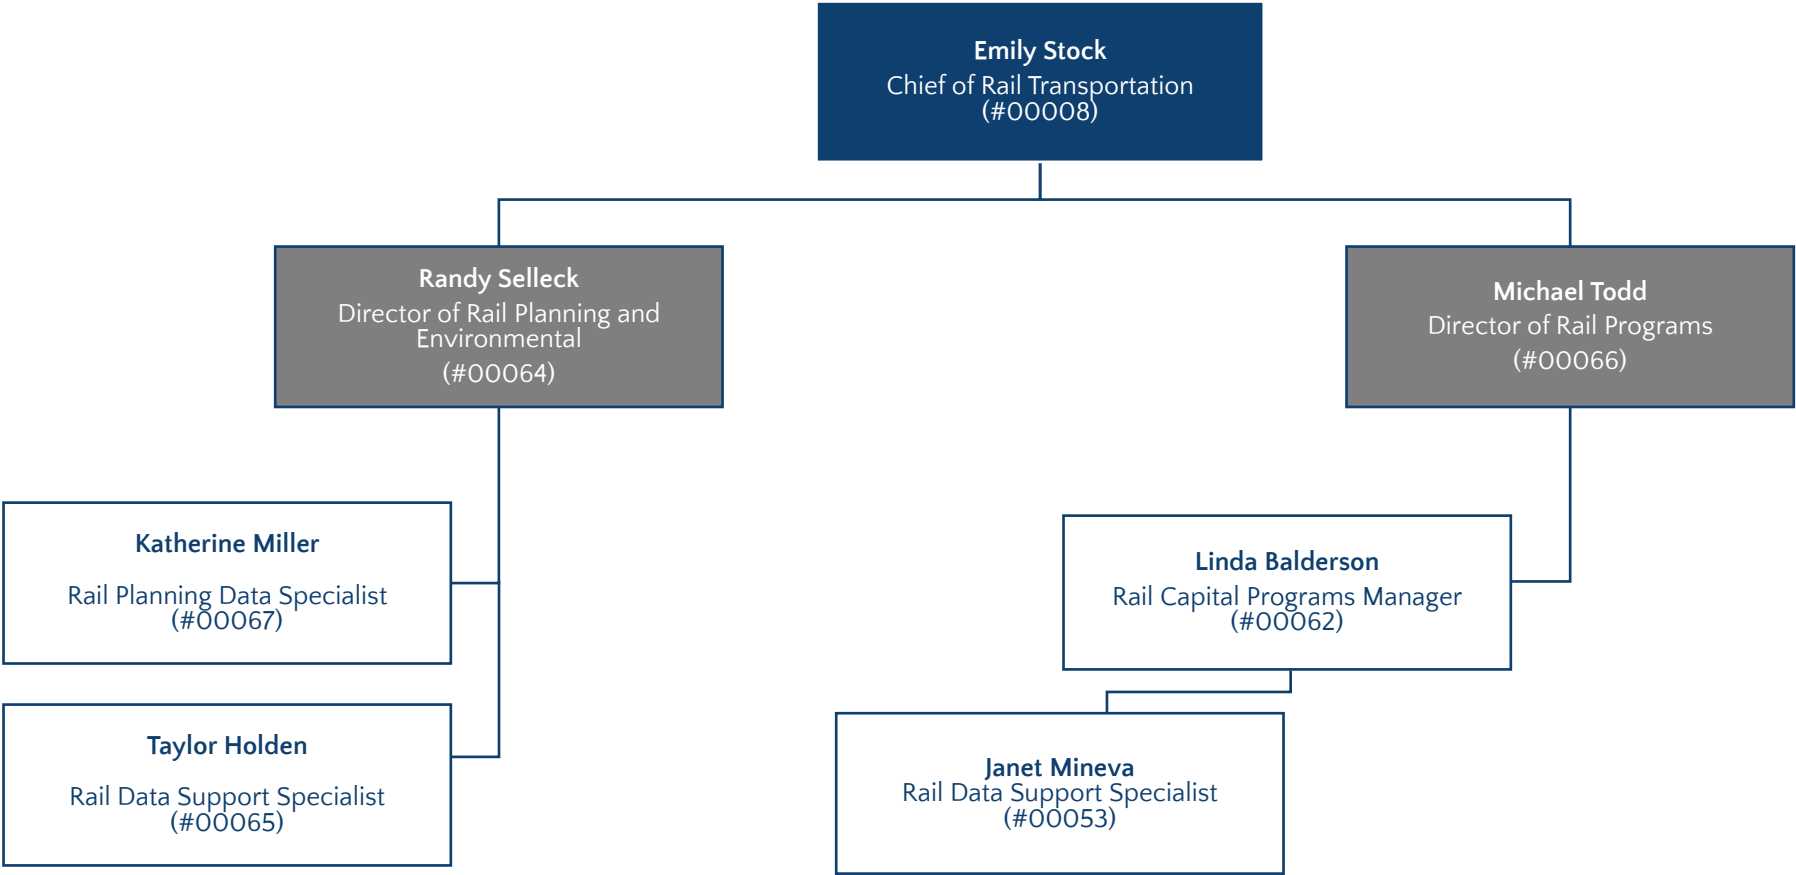 Emily Stock
Chief of Rail Transportation
(#00008)
Randy Selleck
Director of Rail Planning and
Environmental
(#00064)
Michael Todd
Director of Rail Programs
(#00066)
Katherine Miller
Rail Planning Data Specialist
(#00067)
Linda Balderson
Rail Capital Programs Manager
(#00062)
Taylor Holden
Rail Data Support Specialist
(#00065)
Janet Mineva
Rail Data Support Specialist
(#00053)